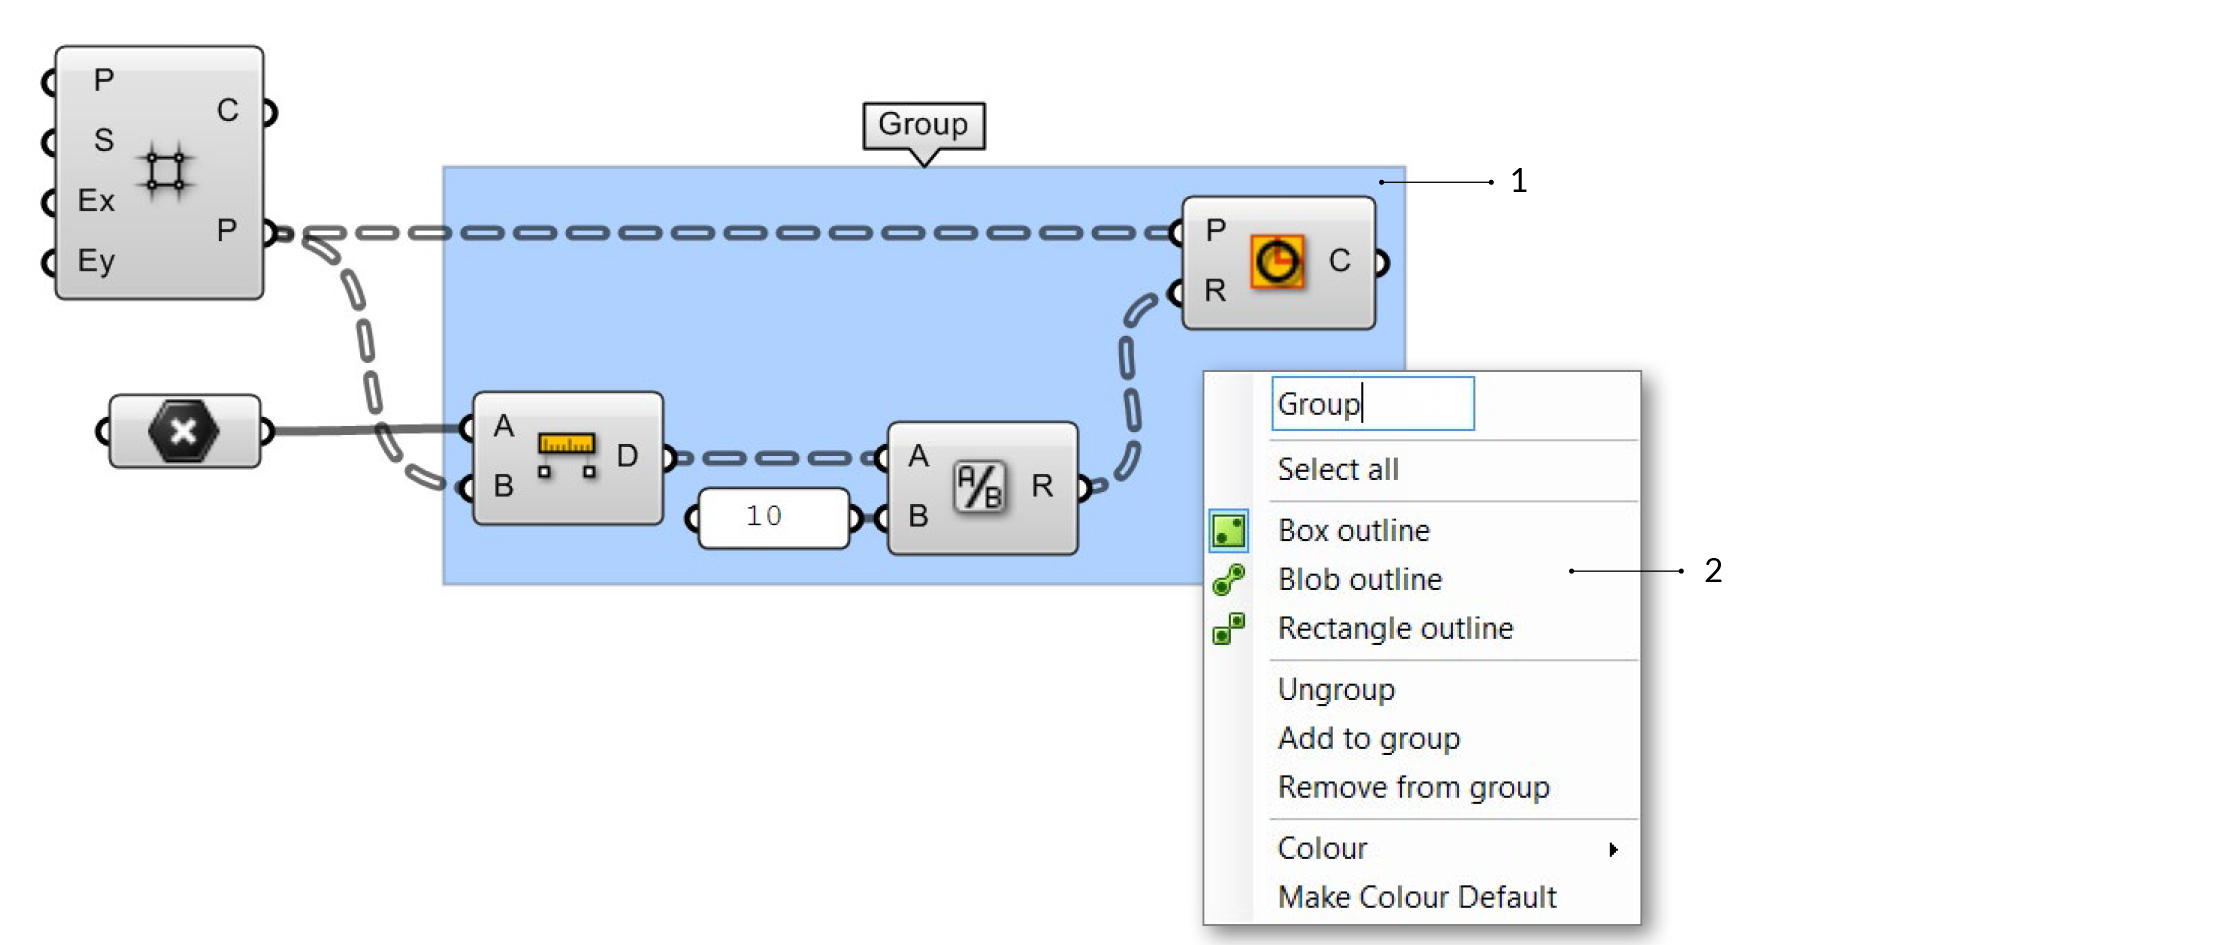 P
S
Ex
Ey
C
P
Group
1
P
R
C
A
B
D
10
A
B
A/B
R
Group
Select all
Box outline
Blob outline
Rectangle outline
2
Ungroup
Add to group
Remove from group
Colour
Make Colour Default